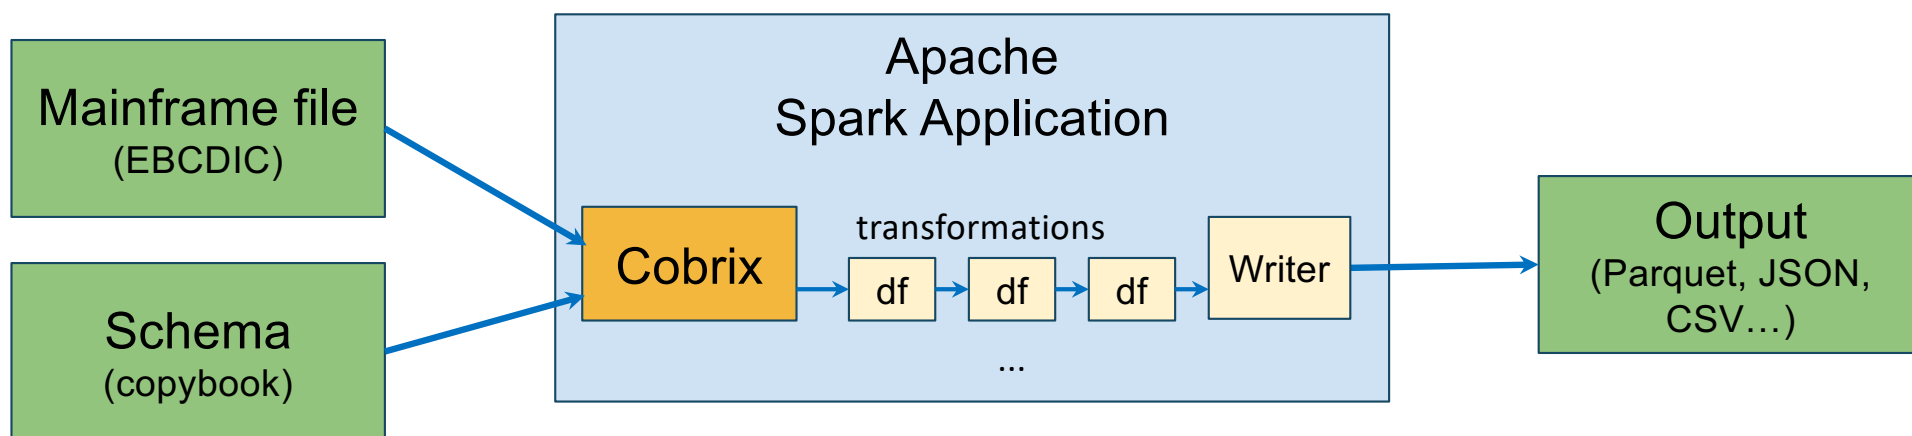 Mainframe file
(EBCDIC)
Schema
(copybook)
Apache
Spark Application
Cobrix
transformations
df
df
df
...
Writer
Output
(Parquet, JSON,
CSV…)